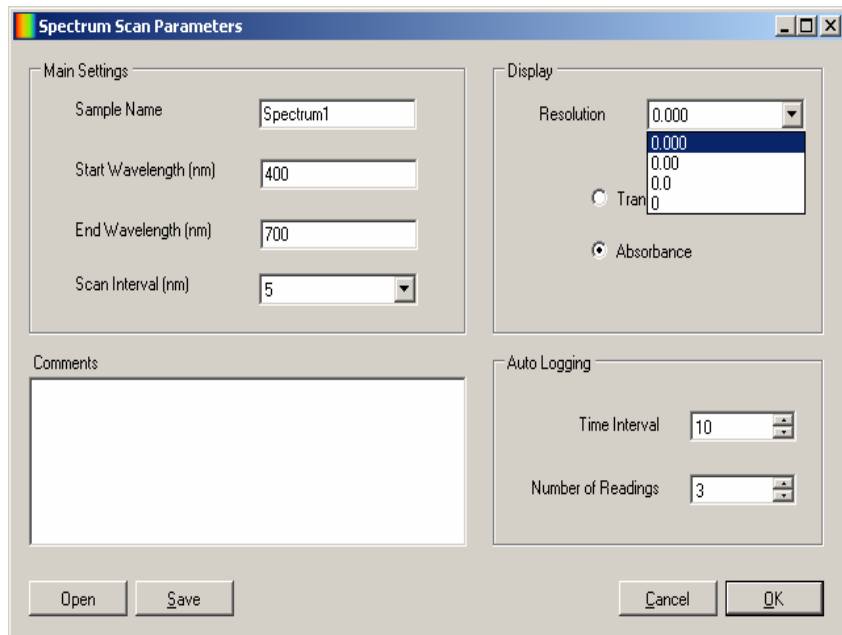 Spectrum Scan Parameters
Main Settings
Sample Name
Spectrum1
Start Wavelength (nm)
400
End Wavelength (nm)
700
Scan Interval (nm)
5
Display
Resolution
0.000
0.000
0.00
0.0
0
Absorbance
Comments
Auto Logging
Time Interval
10
Number of Readings
3
Open
Save
Cancel
OK